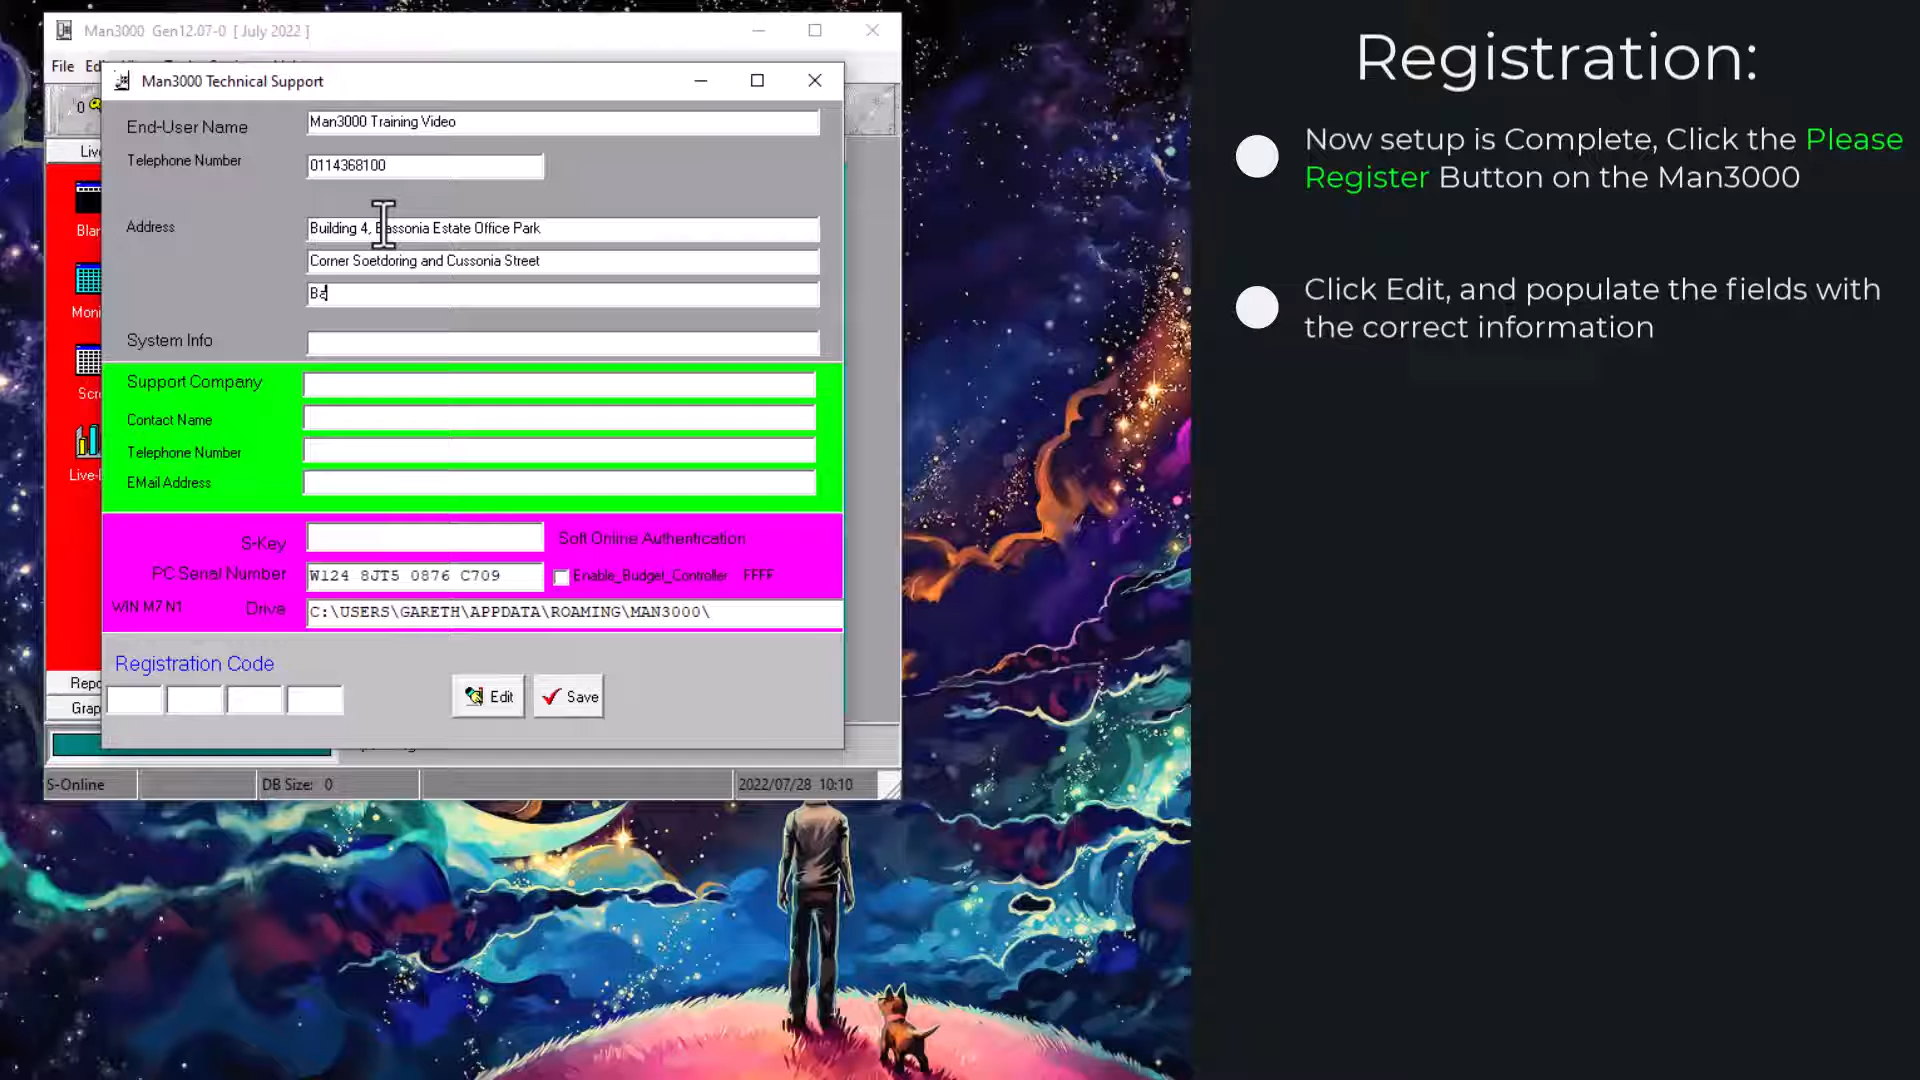 Man3000 Gen12.07-0 [ July 2022 ]
File
Man3000 Technical Support
End-User Name
Man3000 Training Video
Telephone Number
0114368100
Address
Building 4, Bassonia Estate Office Park
Corner Soetdoring and Cussonia Street
Ba
System Info
Support Company
Contact Name
Telephone Number
EMail Address
S-Key
Soft Online Authentication
PC Serial Number
W124 8JT5 0876 C709
Enable_Budget_Controller FFFF
WIN M7 N1
Drive
C:\USERS\GARETH\APPDATA\ROAMING\MAN3000\
Registration Code
Edit
Save
0
S-Online
DB Size: 0
2022/07/28 10:10
Registration:
Now setup is Complete, Click the Please
Register Button on the Man3000
Click Edit, and populate the fields with
the correct information